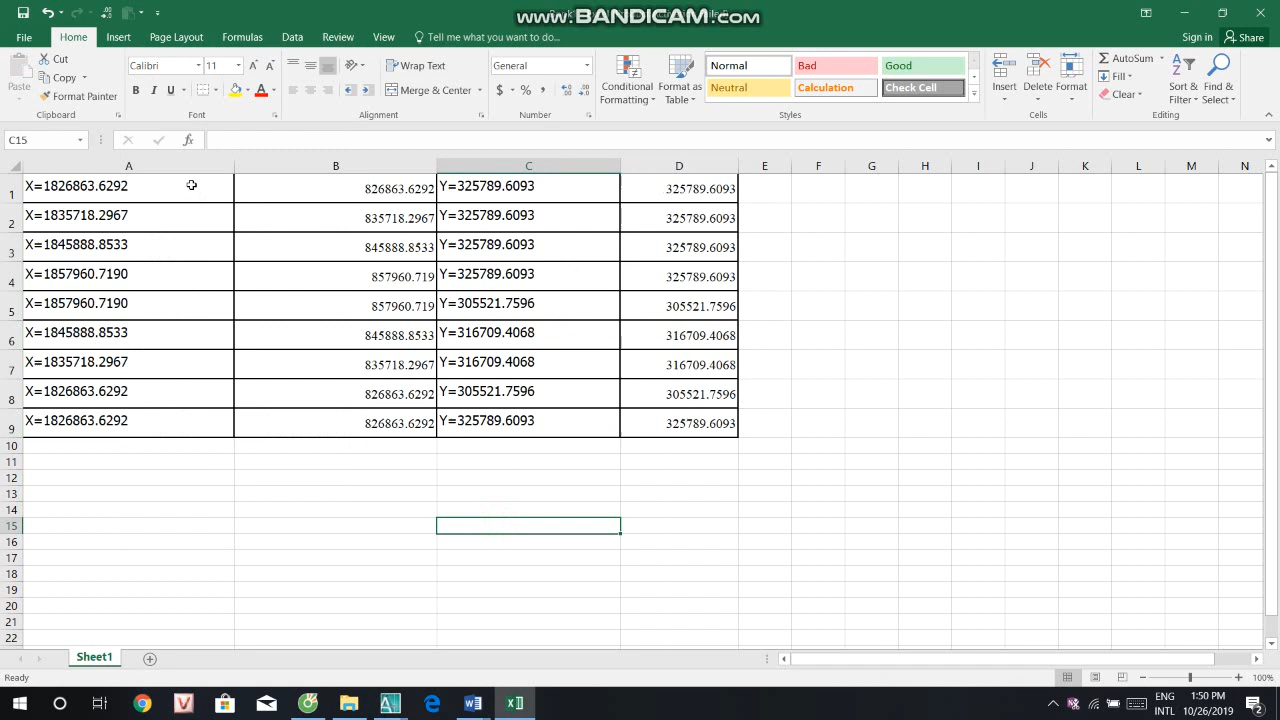 www.BANDICAM.com
Sign in Share
File Home Insert Page Layout Formulas Data Review View Tell me what you want to do...
Paste
Cut
Copy
Format Painter
Calibri 11
B I U
A A
Wrap Text
Merge & Center
General
$ % ,
Conditional Formatting
Format as Table
Normal Bad Good
Neutral Calculation Check Cell
Insert Delete Format
AutoSum
Fill
Clear
Sort & Filter
Find & Select
Clipboard Font Alignment Number Styles Cells Editing
C15 fx
A B C D E F G H I J K L M N
1 X=1826863.6292 826863.6292 Y=325789.6093 325789.6093
2 X=1835718.2967 835718.2967 Y=325789.6093 325789.6093
3 X=1845888.8533 845888.8533 Y=325789.6093 325789.6093
4 X=1857960.7190 857960.719 Y=325789.6093 325789.6093
5 X=1857960.7190 857960.719 Y=305521.7596 305521.7596
6 X=1845888.8533 845888.8533 Y=316709.4068 316709.4068
7 X=1835718.2967 835718.2967 Y=316709.4068 316709.4068
8 X=1826863.6292 826863.6292 Y=305521.7596 305521.7596
9 X=1826863.6292 826863.6292 Y=325789.6093 325789.6093
10
11
12
13
14
15
16
17
18
19
20
21
22
Sheet1
Ready 100%
ENG 1:50 PM
INTL 10/26/2019 2